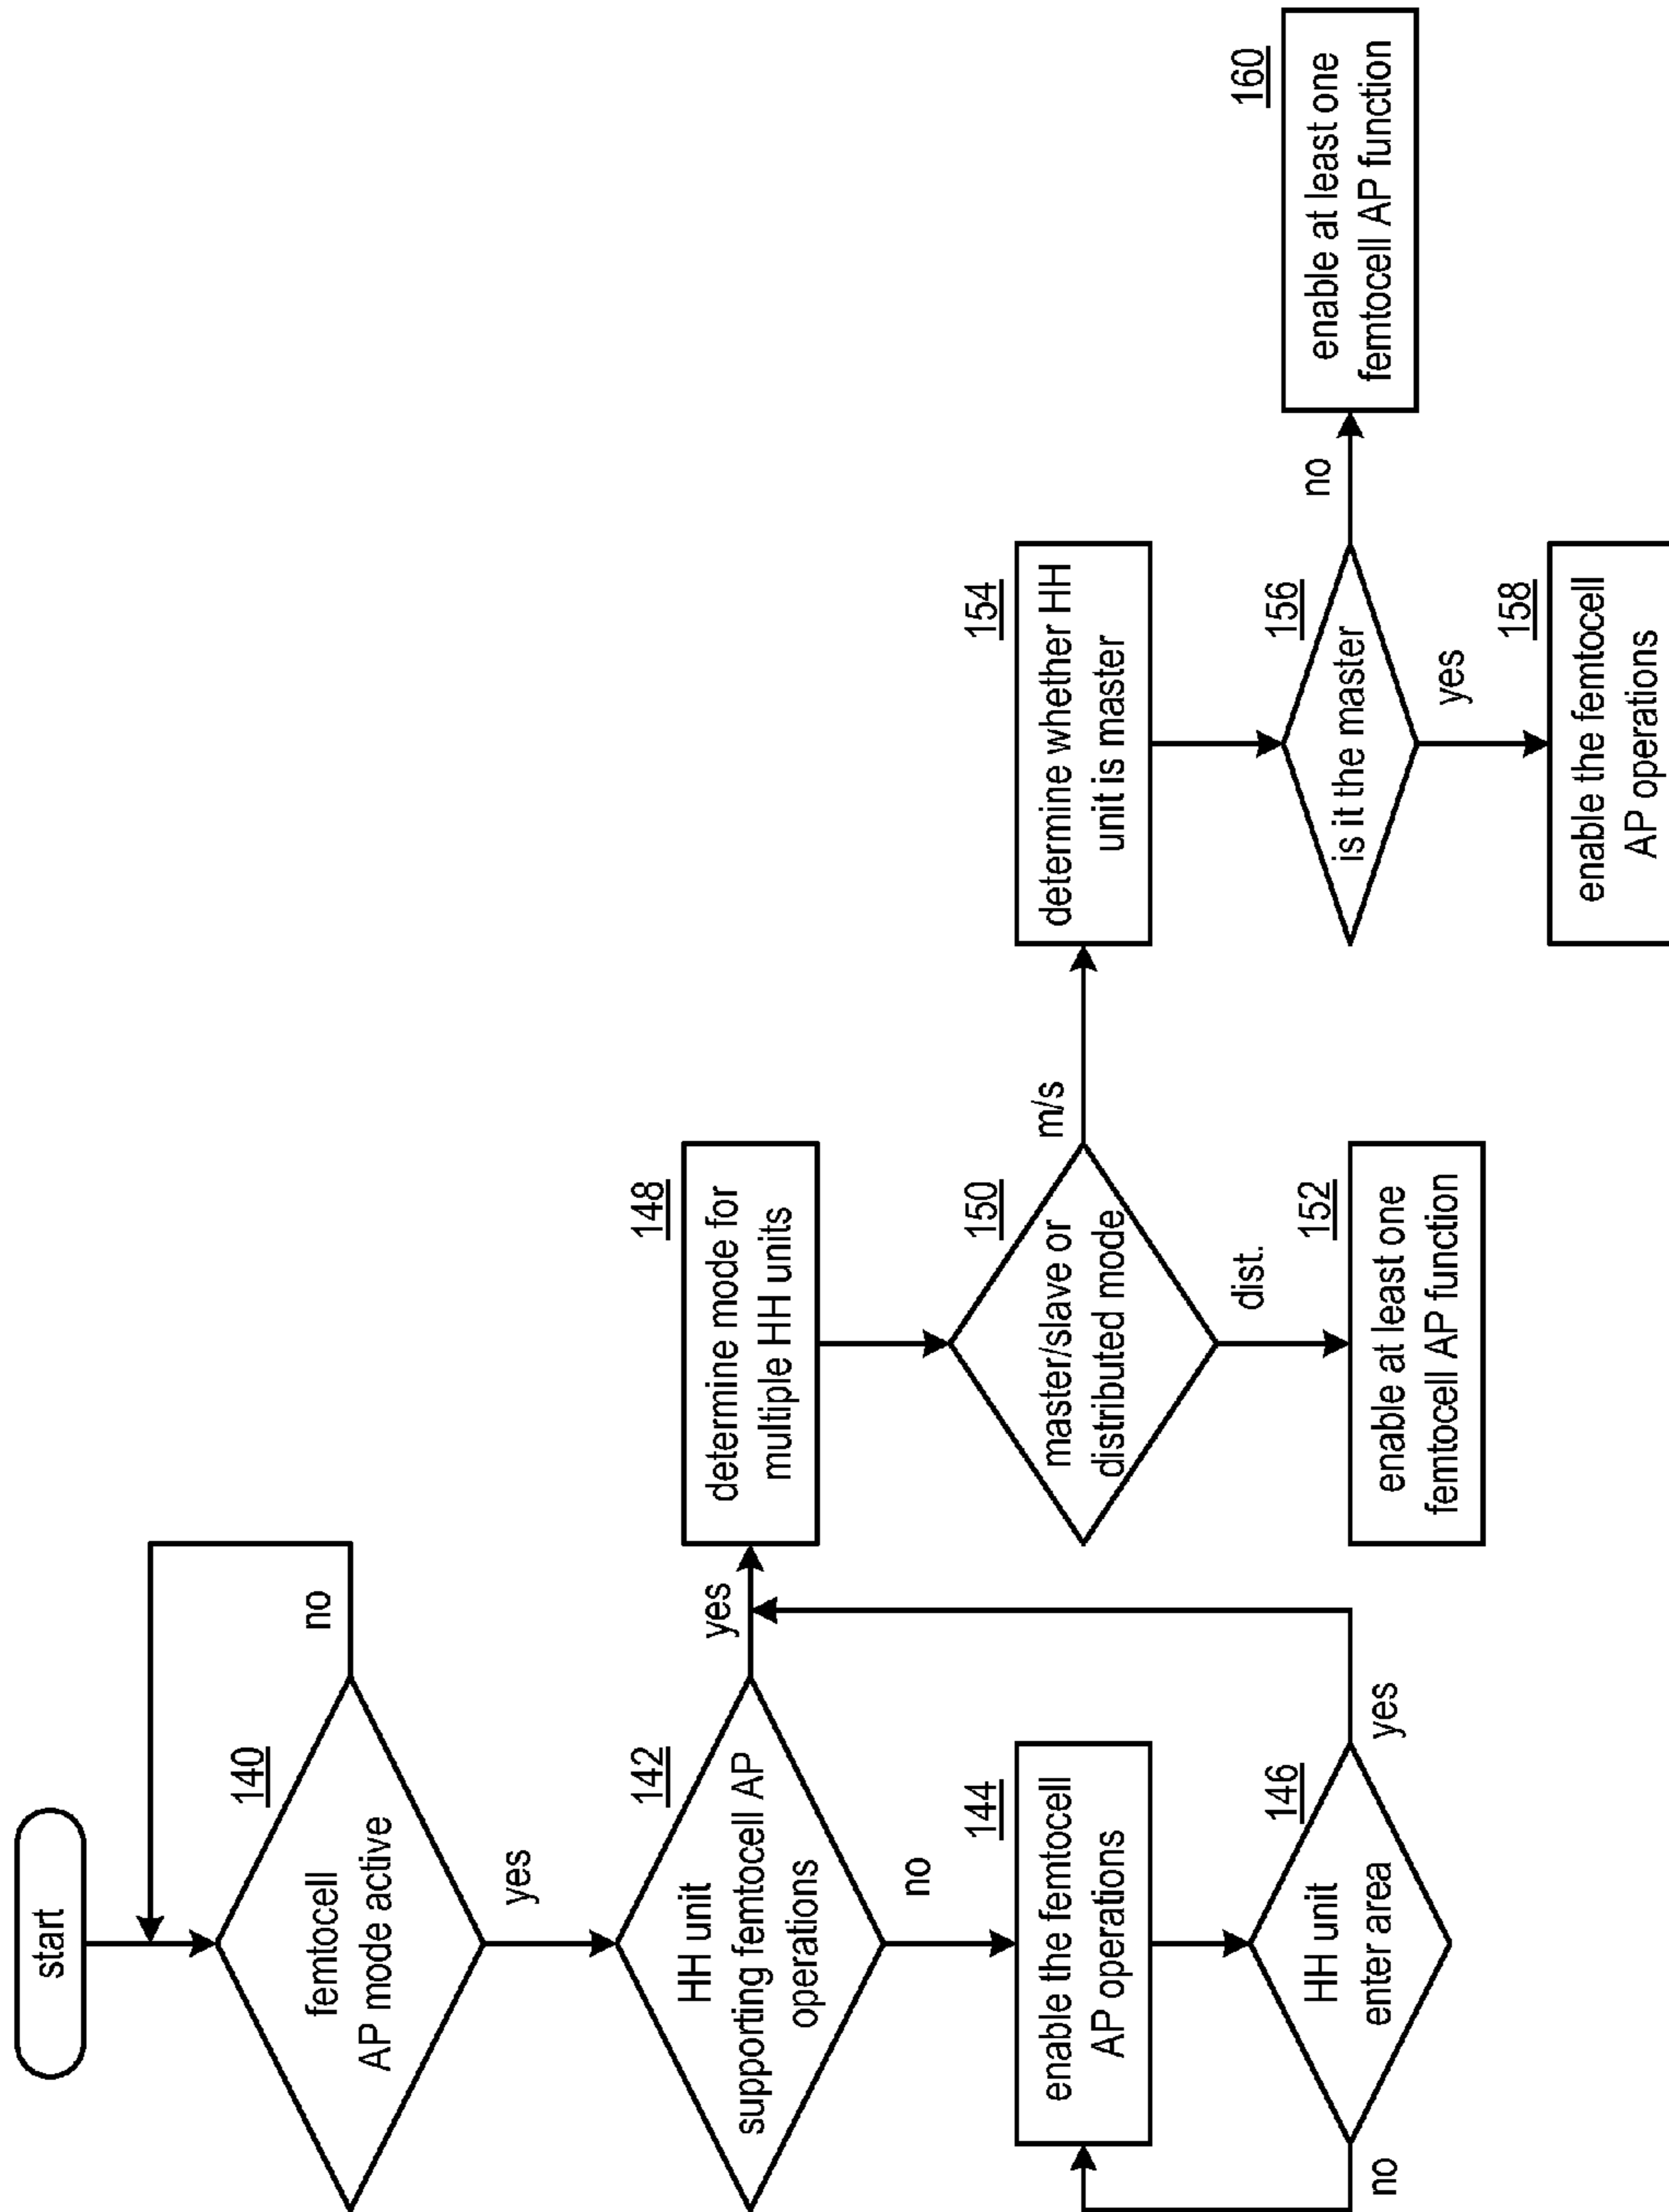 start
140
femtocell
AP mode active
no
yes
142
HH unit
supporting femtocell AP
operations
yes
no
144
enable the femtocell
AP operations
146
HH unit
enter area
no
yes
148
determine mode for
multiple HH units
150
master/slave or
distributed mode
m/s
dist.
152
enable at least one
femtocell AP function
154
determine whether HH
unit is master
156
is it the master
no
yes
158
enable the femtocell
AP operations
160
enable at least one
femtocell AP function